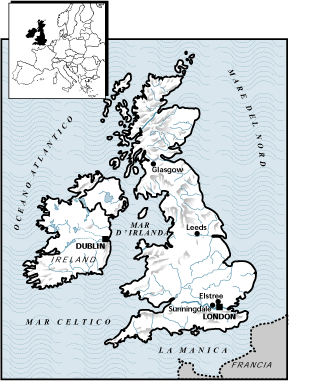 OCEANO ATLANTICO
MARE DEL NORD
Glasgow
MAR
D'IRLANDA
Leeds
DUBLIN
IRELAND
Elstree
Sunningdale
LONDON
MAR CELTICO
LA MANICA
FRANCIA